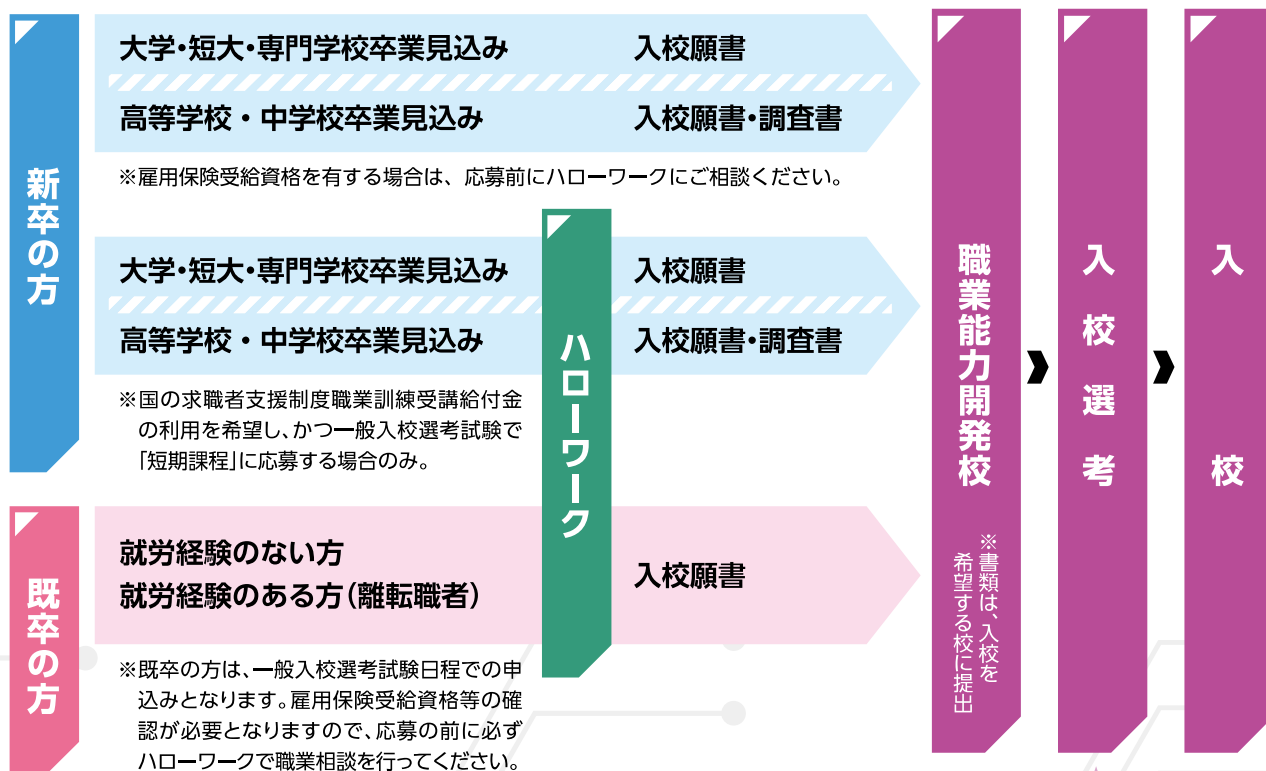 新卒の方
大学・短大・専門学校卒業見込み 入校願書
高等学校・中学校卒業見込み 入校願書・調査書
※雇用保険受給資格を有する場合は、応募前にハローワークにご相談ください。
大学・短大・専門学校卒業見込み 入校願書
高等学校・中学校卒業見込み 入校願書・調査書
※国の求職者支援制度職業訓練受講給付金
の利用を希望し、かつ一般入校選考試験で
「短期課程」に応募する場合のみ。
ハローワーク
既卒の方
就労経験のない方
就労経験のある方(離転職者)
入校願書
※既卒の方は、一般入校選考試験日程での申
込みとなります。雇用保険受給資格等の確
認が必要となりますので、応募の前に必ず
ハローワークで職業相談を行ってください。
職業能力開発校
※書類は、入校を
希望する校に提出
入校選考
入校